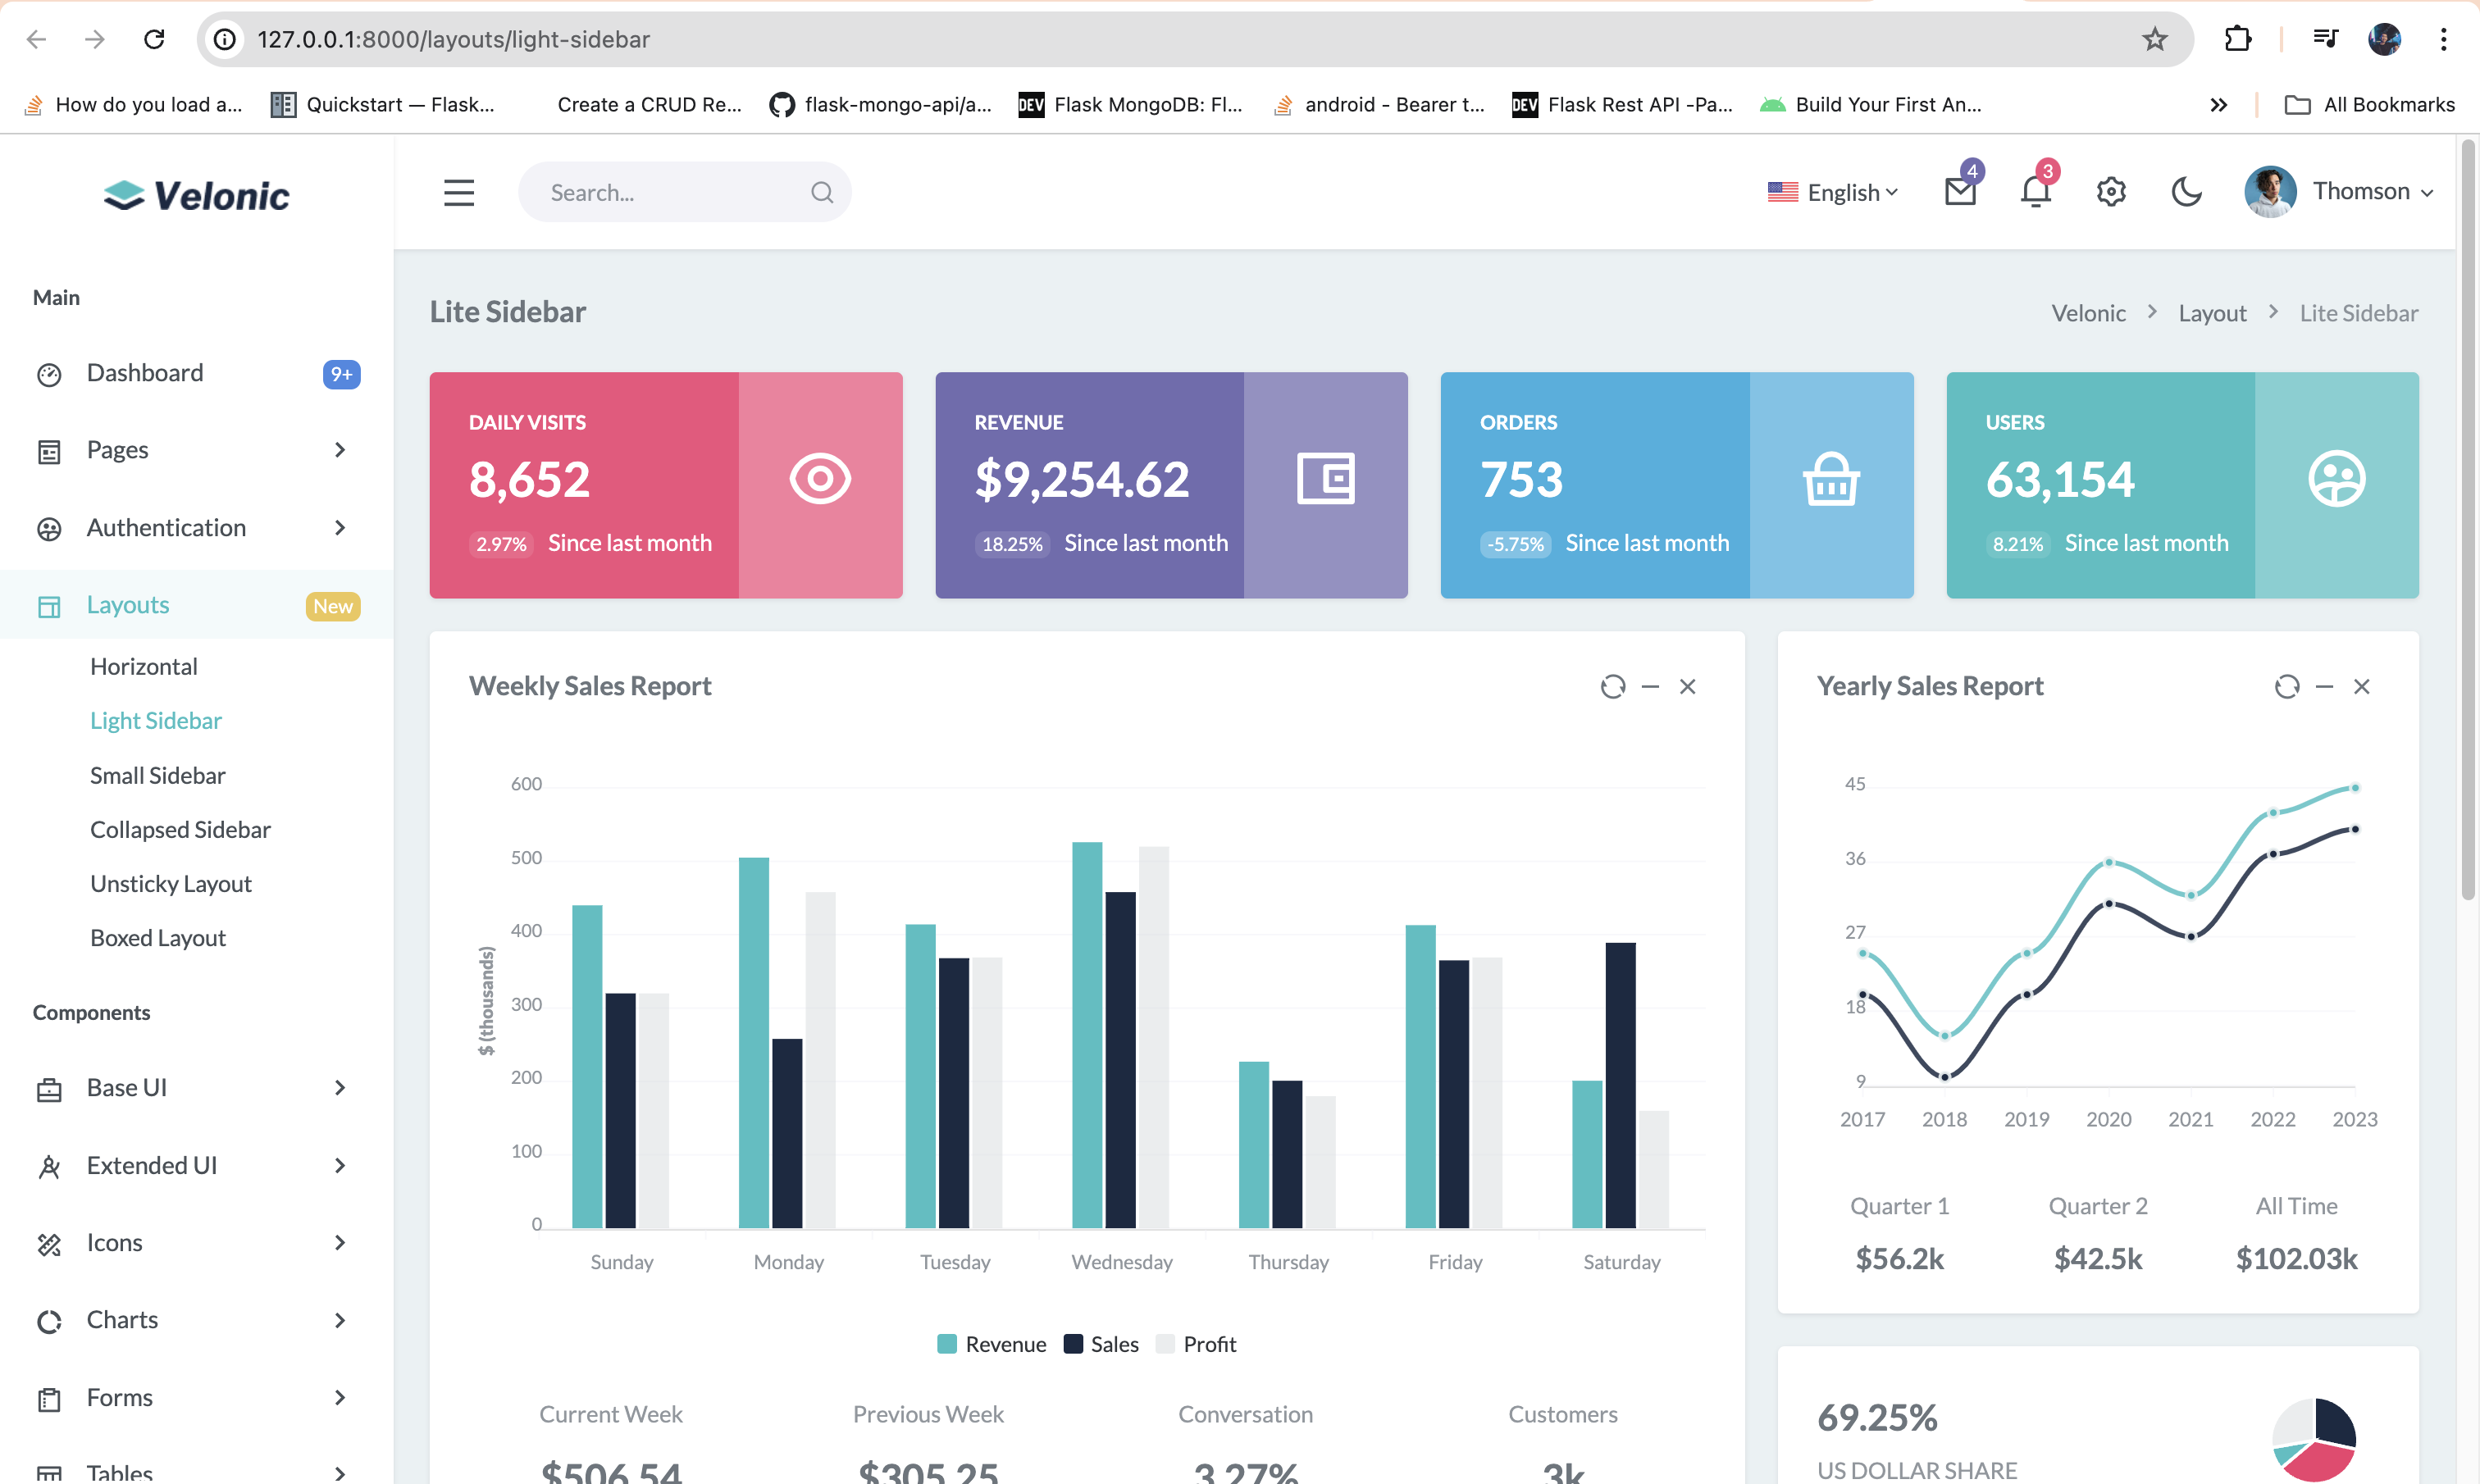 127.0.0.1:8000/layouts/light-sidebar
How do you load a...
Quickstart — Flask...
Create a CRUD Re...
flask-mongo-api/a...
DEV Flask MongoDB: Fl...
android - Bearer t...
DEV Flask Rest API -Pa...
Build Your First An...
All Bookmarks
Velonic
Search...
English
4
3
Thomson
Main
Dashboard 9+
Pages
Authentication
Layouts New
Horizontal
Light Sidebar
Small Sidebar
Collapsed Sidebar
Unsticky Layout
Boxed Layout
Components
Base UI
Extended UI
Icons
Charts
Forms
Tables
Lite Sidebar
Velonic > Layout > Lite Sidebar
DAILY VISITS
8,652
2.97% Since last month
REVENUE
$9,254.62
18.25% Since last month
ORDERS
753
-5.75% Since last month
USERS
63,154
8.21% Since last month
Weekly Sales Report
$ (thousands)
600
500
400
300
200
100
0
Sunday Monday Tuesday Wednesday Thursday Friday Saturday
Revenue Sales Profit
Current Week Previous Week Conversation Customers
$506.54 $305.25 3.27% 3k
Yearly Sales Report
45
36
27
18
9
2017 2018 2019 2020 2021 2022 2023
Quarter 1 Quarter 2 All Time
$56.2k $42.5k $102.03k
69.25%
US DOLLAR SHARE